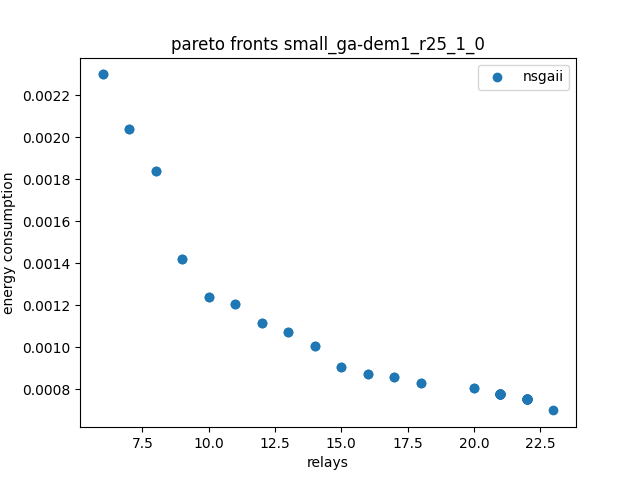 pareto fronts small_ga-dem1_r25_1_0
nsgaii
energy consumption
0.0022
0.0020
0.0018
0.0016
0.0014
0.0012
0.0010
0.0008
7.5 10.0 12.5 15.0 17.5 20.0 22.5
relays